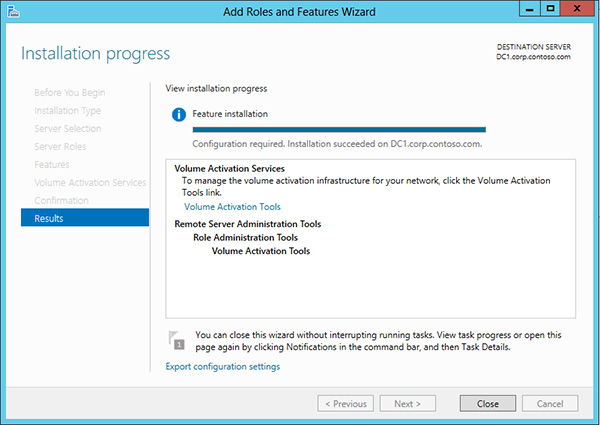 Add Roles and Features Wizard
Installation progress
DESTINATION SERVER
DC1.corp.contoso.com
Before You Begin
Installation Type
Server Selection
Server Roles
Features
Volume Activation Services
Confirmation
Results
View installation progress
Feature installation
Configuration required. Installation succeeded on DC1.corp.contoso.com.
Volume Activation Services
To manage the volume activation infrastructure for your network, click the Volume Activation
Tools link.
Volume Activation Tools
Remote Server Administration Tools
Role Administration Tools
Volume Activation Tools
1
You can close this wizard without interrupting running tasks. View task progress or open this
page again by clicking Notifications in the command bar, and then Task Details.
Export configuration settings
< Previous
Next >
Close
Cancel